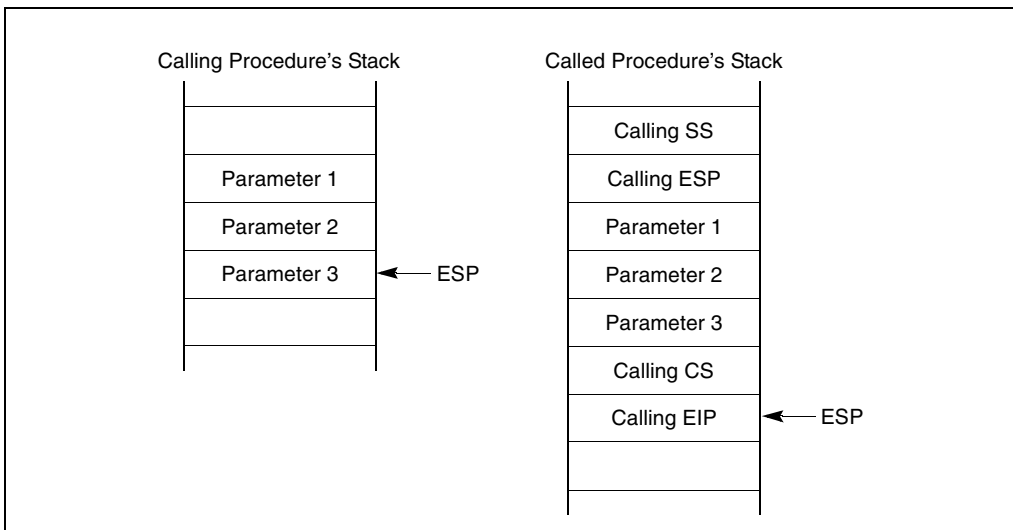 Calling Procedure's Stack
Parameter 1
Parameter 2
Parameter 3
ESP
Called Procedure's Stack
Calling SS
Calling ESP
Parameter 1
Parameter 2
Parameter 3
Calling CS
Calling EIP
ESP